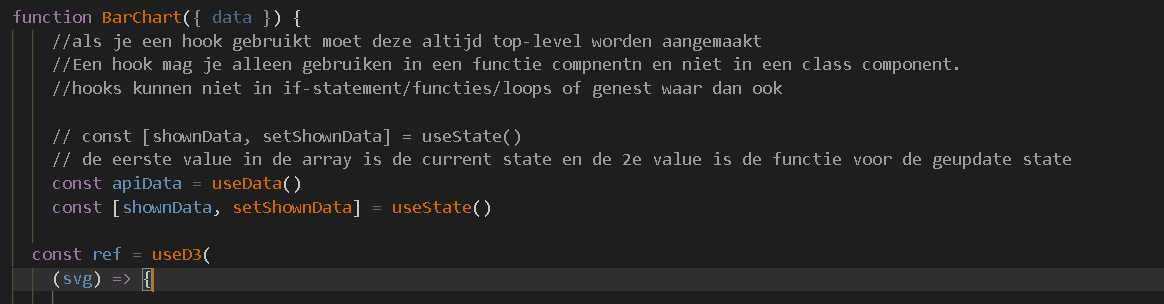 function BarChart({ data }) {
//als je een hook gebruikt moet deze altijd top-level worden aangemaakt
//Een hook mag je alleen gebruiken in een functie compnentn en niet in een class component.
//hooks kunnen niet in if-statement/functies/loops of genest waar dan ook
// const [shownData, setShownData] = useState()
// de eerste value in de array is de current state en de 2e value is de functie voor de geupdate state
const apiData = useData()
const [shownData, setShownData] = useState()
const ref = useD3(
(svg) => {